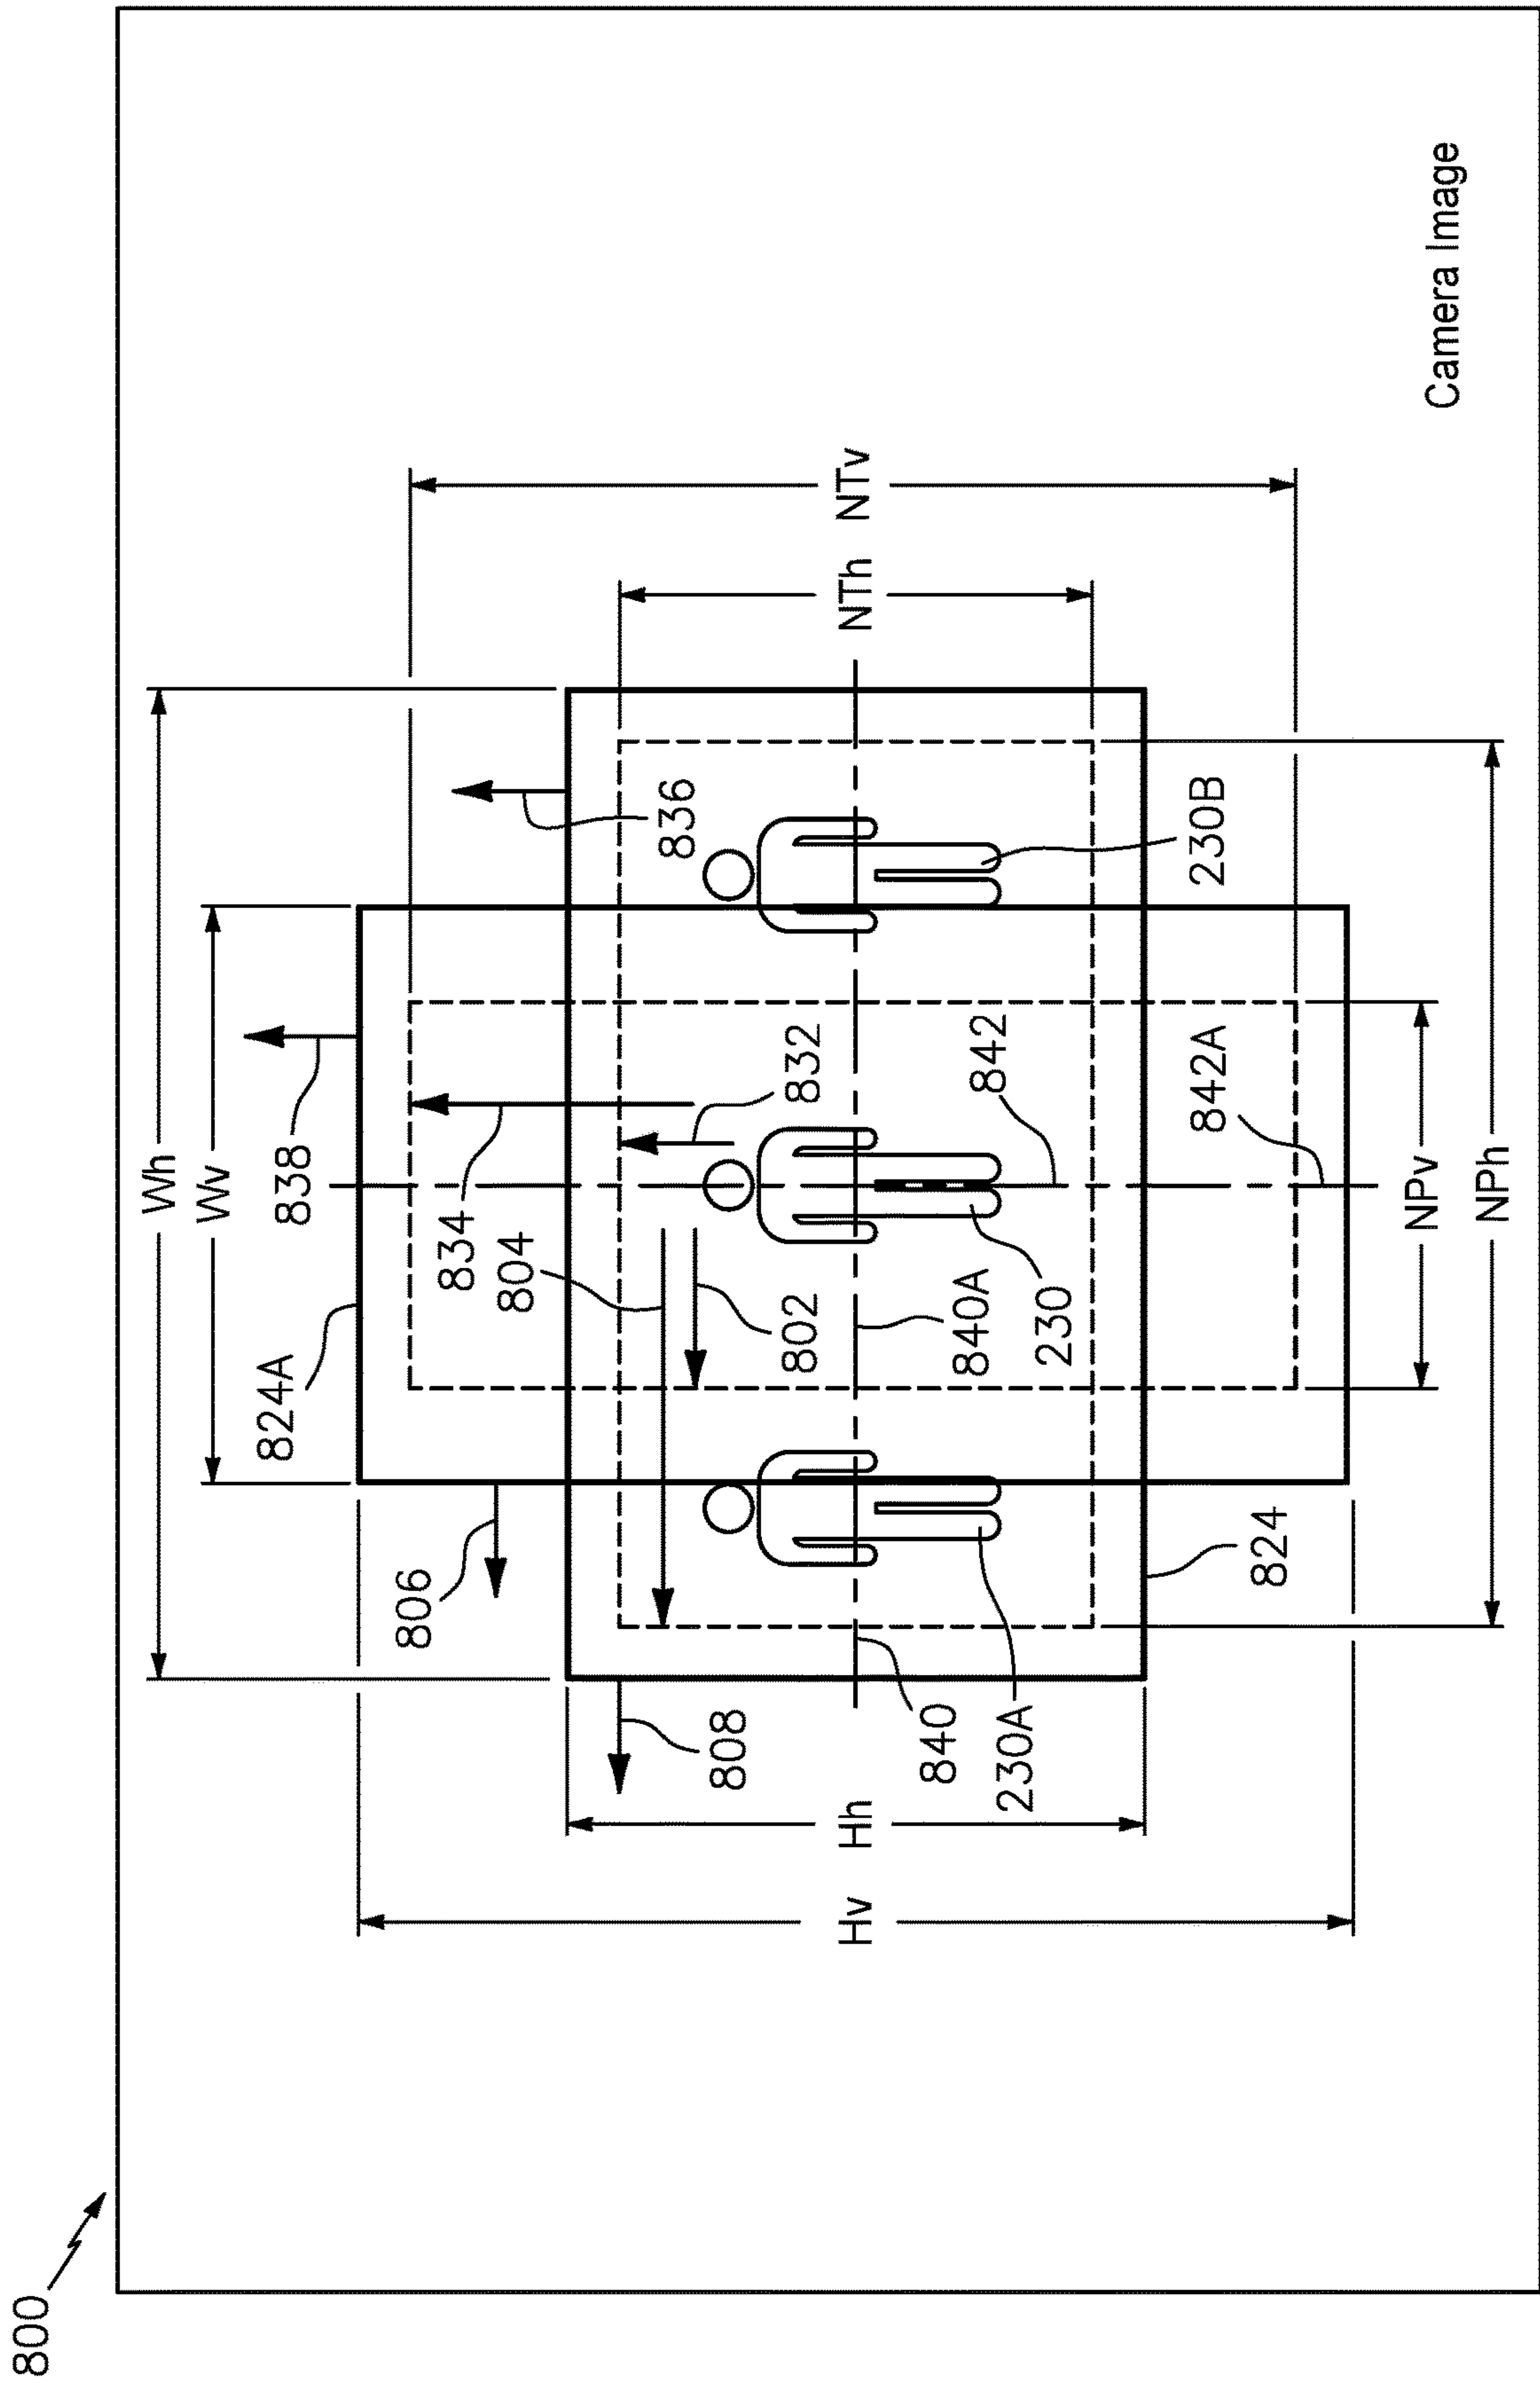 800
Wh
Wv
824A
838
806
834
804
836
808
802
832
Hv
Hh
NTh
NTv
840
840A
842
230A
230
842A
230B
824
NPv
Camera Image
NPh